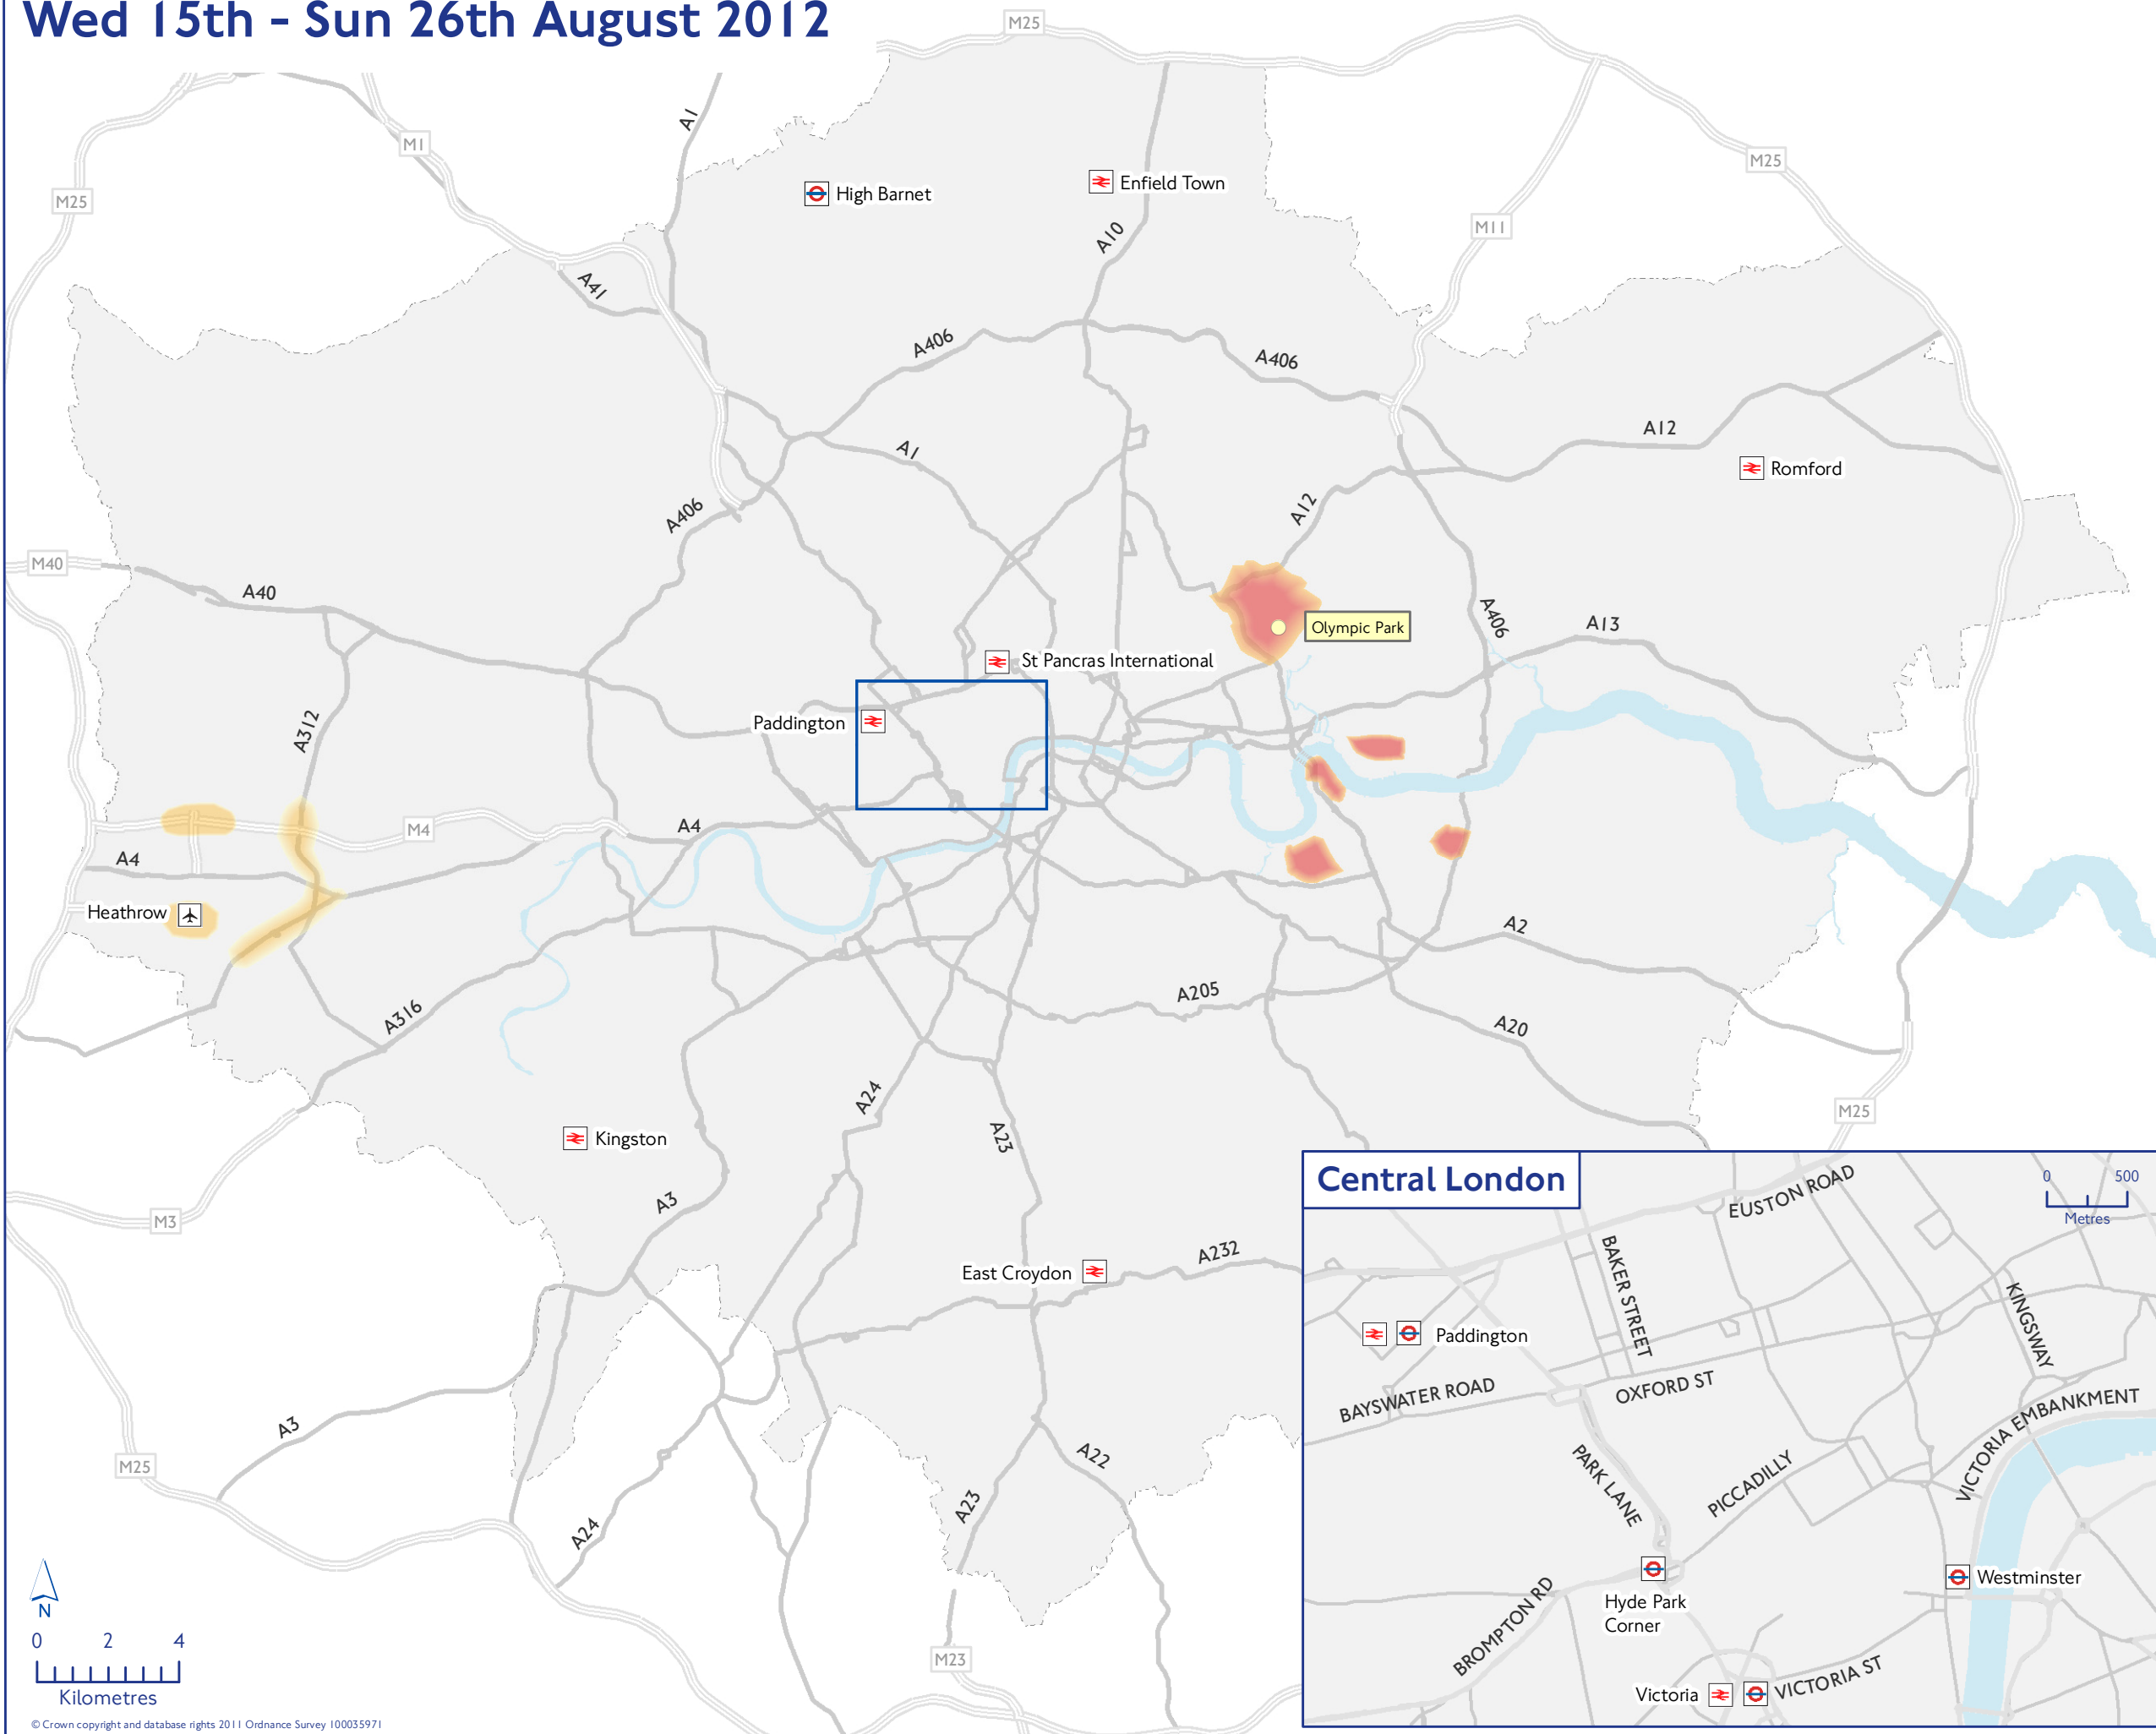 Wed 15th - Sun 26th August 2012
M25
A1
M1
M25
M25
High Barnet
Enfield Town
M11
A10
A41
A406
A406
A12
A1
Romford
A406
A12
M40
A40
A406
A13
Olympic Park
St Pancras International
A312
Paddington
M4
A4
A4
Heathrow
A2
A205
A316
A20
A24
M25
A23
Kingston
A3
M3
A232
East Croydon
A3
A22
M25
A23
A24
M23
N
0 2 4
Kilometres
© Crown copyright and database rights 2011 Ordnance Survey 100035971
Central London
0 500
Metres
EUSTON ROAD
BAKER STREET
KINGSWAY
Paddington
BAYSWATER ROAD
OXFORD ST
VICTORIA EMBANKMENT
PARK LANE
PICCADILLY
Hyde Park
Corner
Westminster
BROMPTON RD
Victoria
VICTORIA ST